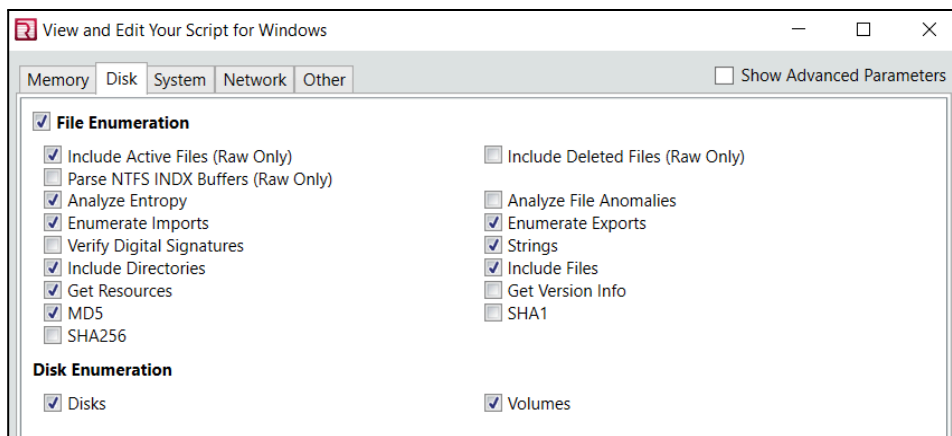 View and Edit Your Script for Windows
Memory Disk System Network Other Show Advanced Parameters
File Enumeration
Include Active Files (Raw Only) Include Deleted Files (Raw Only)
Parse NTFS INDX Buffers (Raw Only)
Analyze Entropy Analyze File Anomalies
Enumerate Imports Enumerate Exports
Verify Digital Signatures Strings
Include Directories Include Files
Get Resources Get Version Info
MD5 SHA1
SHA256
Disk Enumeration
Disks Volumes